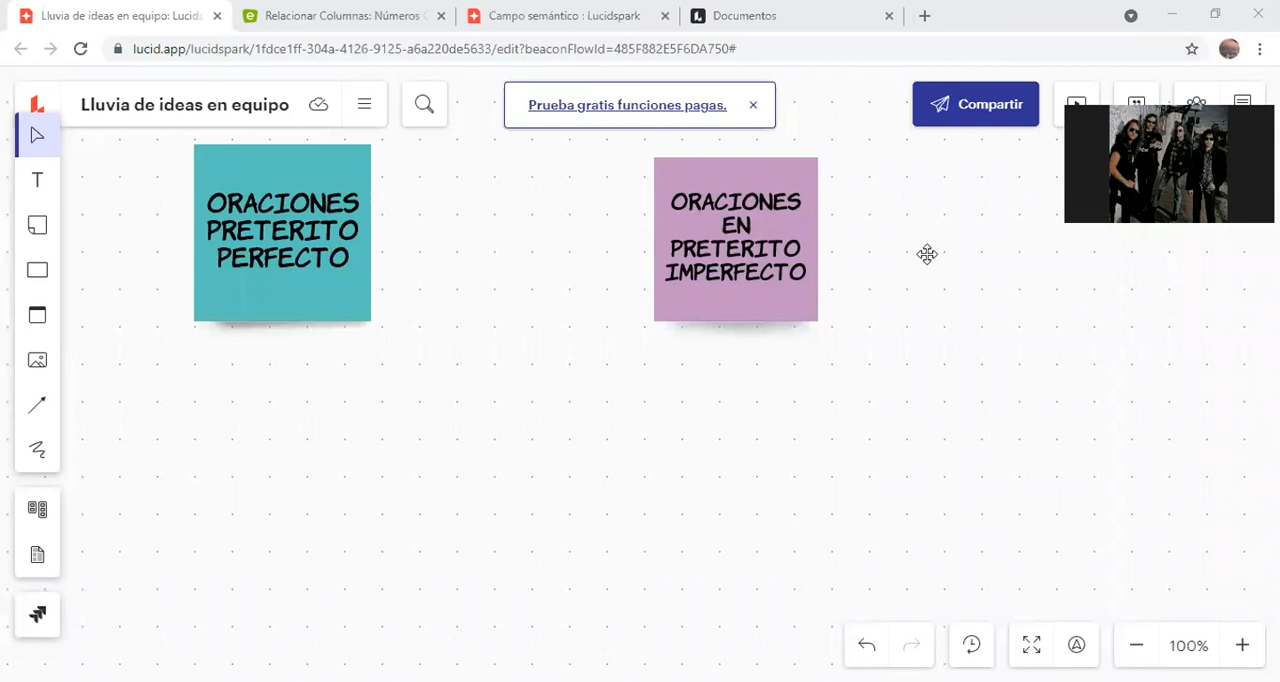 Lluvia de ideas en equipo: Lucids
Relacionar Columnas: Números
Campo semántico : Lucidspark
Documentos
lucid.app/lucidspark/1fdce1ff-304a-4126-9125-a6a220de5633/edit?beaconFlowId=485F882E5F6DA750#
Lluvia de ideas en equipo
Prueba gratis funciones pagas.
Compartir
ORACIONES
PRETERITO
PERFECTO
ORACIONES
EN
PRETERITO
IMPERFECTO
100%